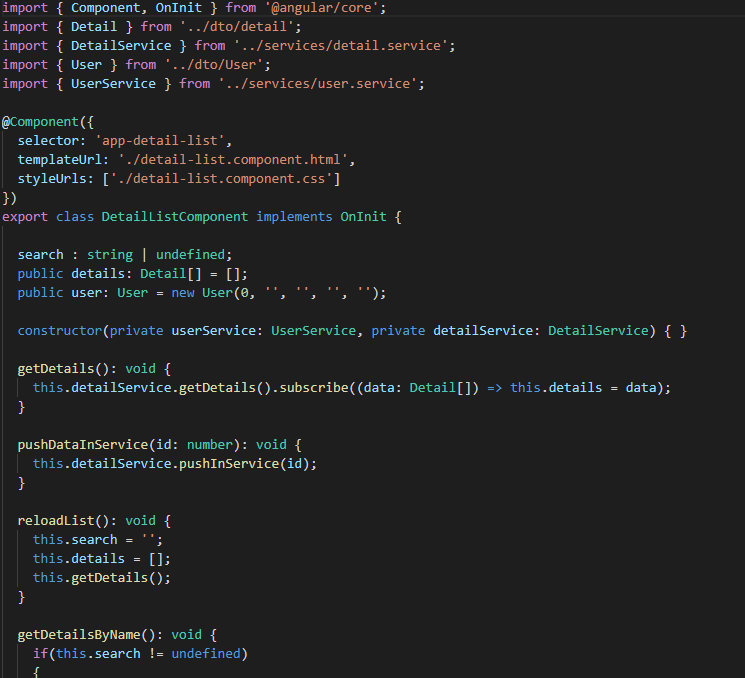 import { Component, OnInit } from '@angular/core';
import { Detail } from '../dto/detail';
import { DetailService } from '../services/detail.service';
import { User } from '../dto/User';
import { UserService } from '../services/user.service';
@Component({
selector: 'app-detail-list',
templateUrl: './detail-list.component.html',
styleUrls: ['./detail-list.component.css']
})
export class DetailListComponent implements OnInit {
search : string | undefined;
public details: Detail[] = [];
public user: User = new User(0, '', '', '', '');
constructor(private userService: UserService, private detailService: DetailService) { }
getDetails(): void {
this.detailService.getDetails().subscribe((data: Detail[]) => this.details = data);
}
pushDataInService(id: number): void {
this.detailService.pushInService(id);
}
reloadList(): void {
this.search = '';
this.details = [];
this.getDetails();
}
getDetailsByName(): void {
if(this.search != undefined)
{